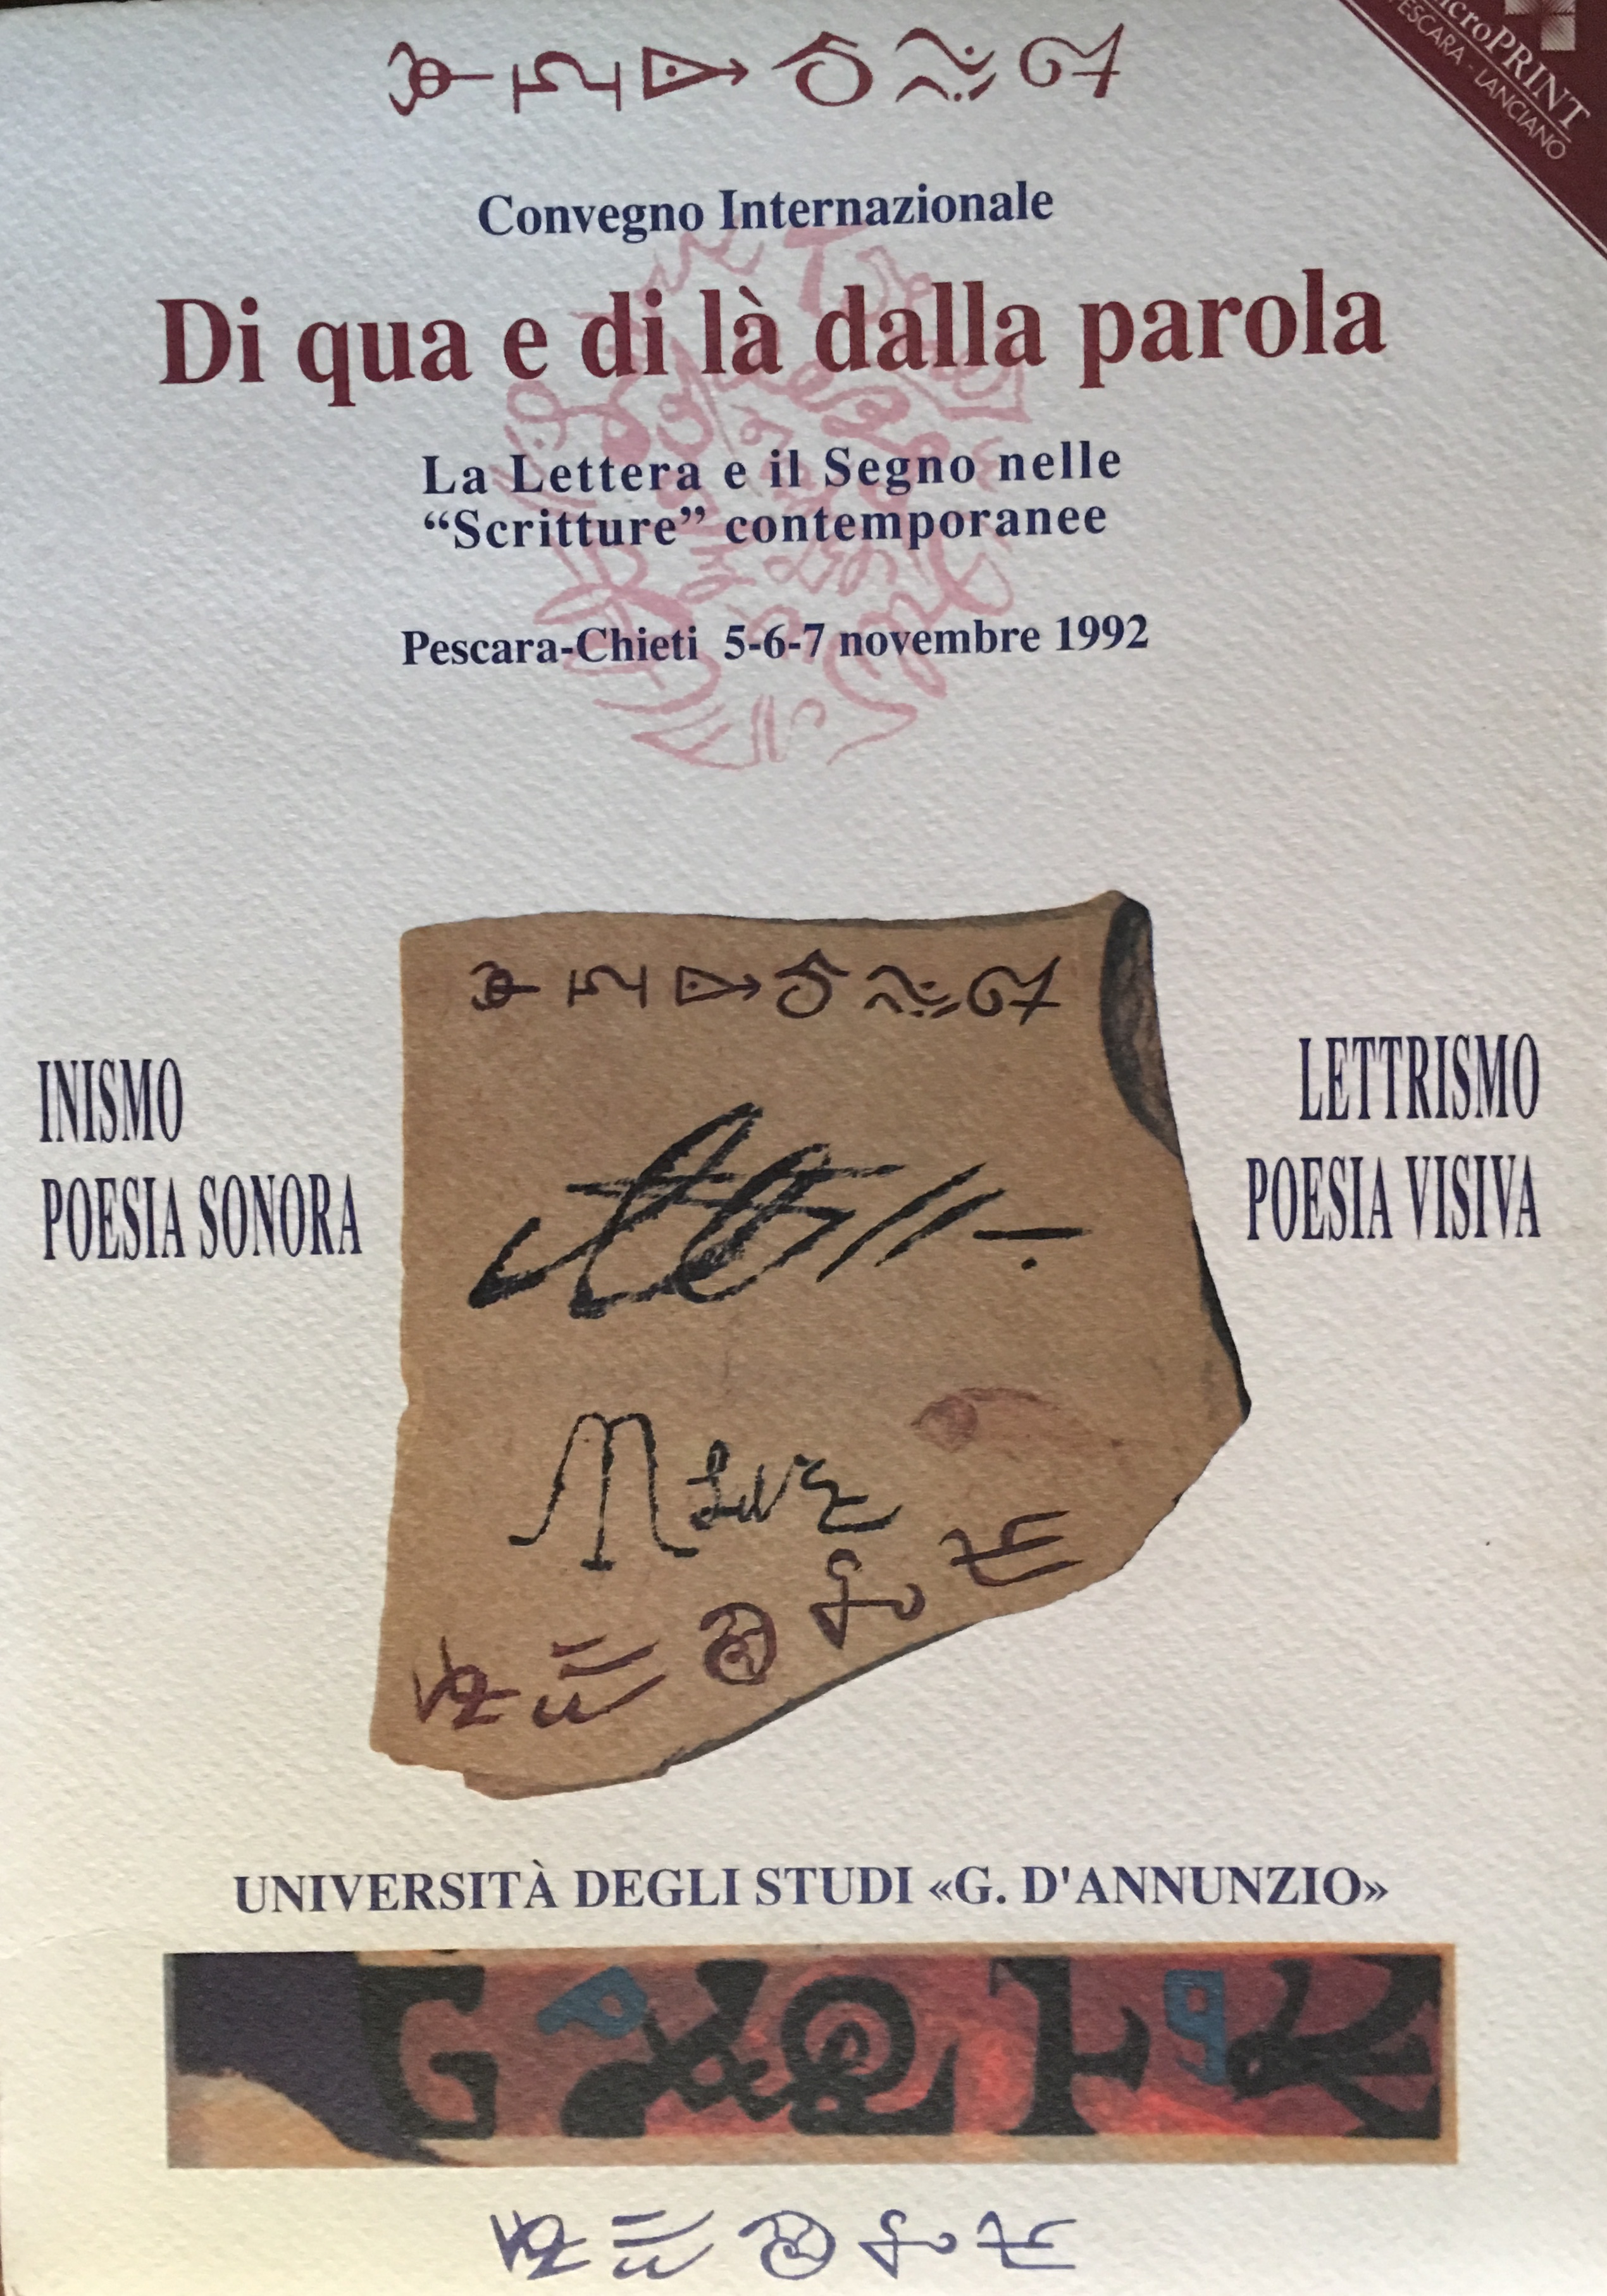 PRINT
PESCARA - LANCIANO
Convegno Internazionale
Di qua e di là dalla parola
La Lettera e il Segno nelle
“Scritture” contemporanee
Pescara-Chieti 5-6-7 novembre 1992
INISMO
POESIA SONORA
LETTRISMO
POESIA VISIVA
UNIVERSITÀ DEGLI STUDI «G. D'ANNUNZIO»